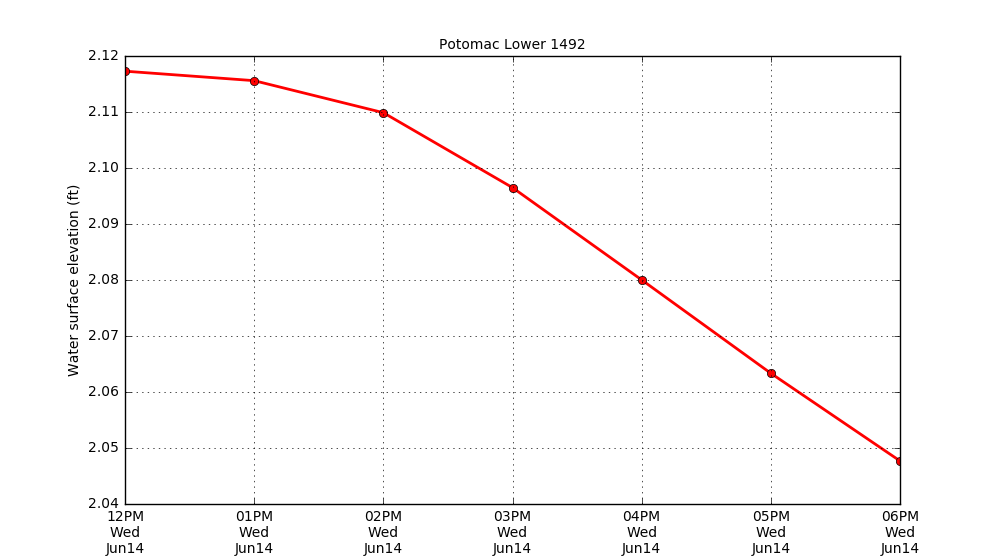 Potomac Lower 1492
Water surface elevation (ft)
2.12
2.11
2.10
2.09
2.08
2.07
2.06
2.05
2.04
12PM 01PM 02PM 03PM 04PM 05PM 06PM
Wed Wed Wed Wed Wed Wed Wed
Jun14 Jun14 Jun14 Jun14 Jun14 Jun14 Jun14